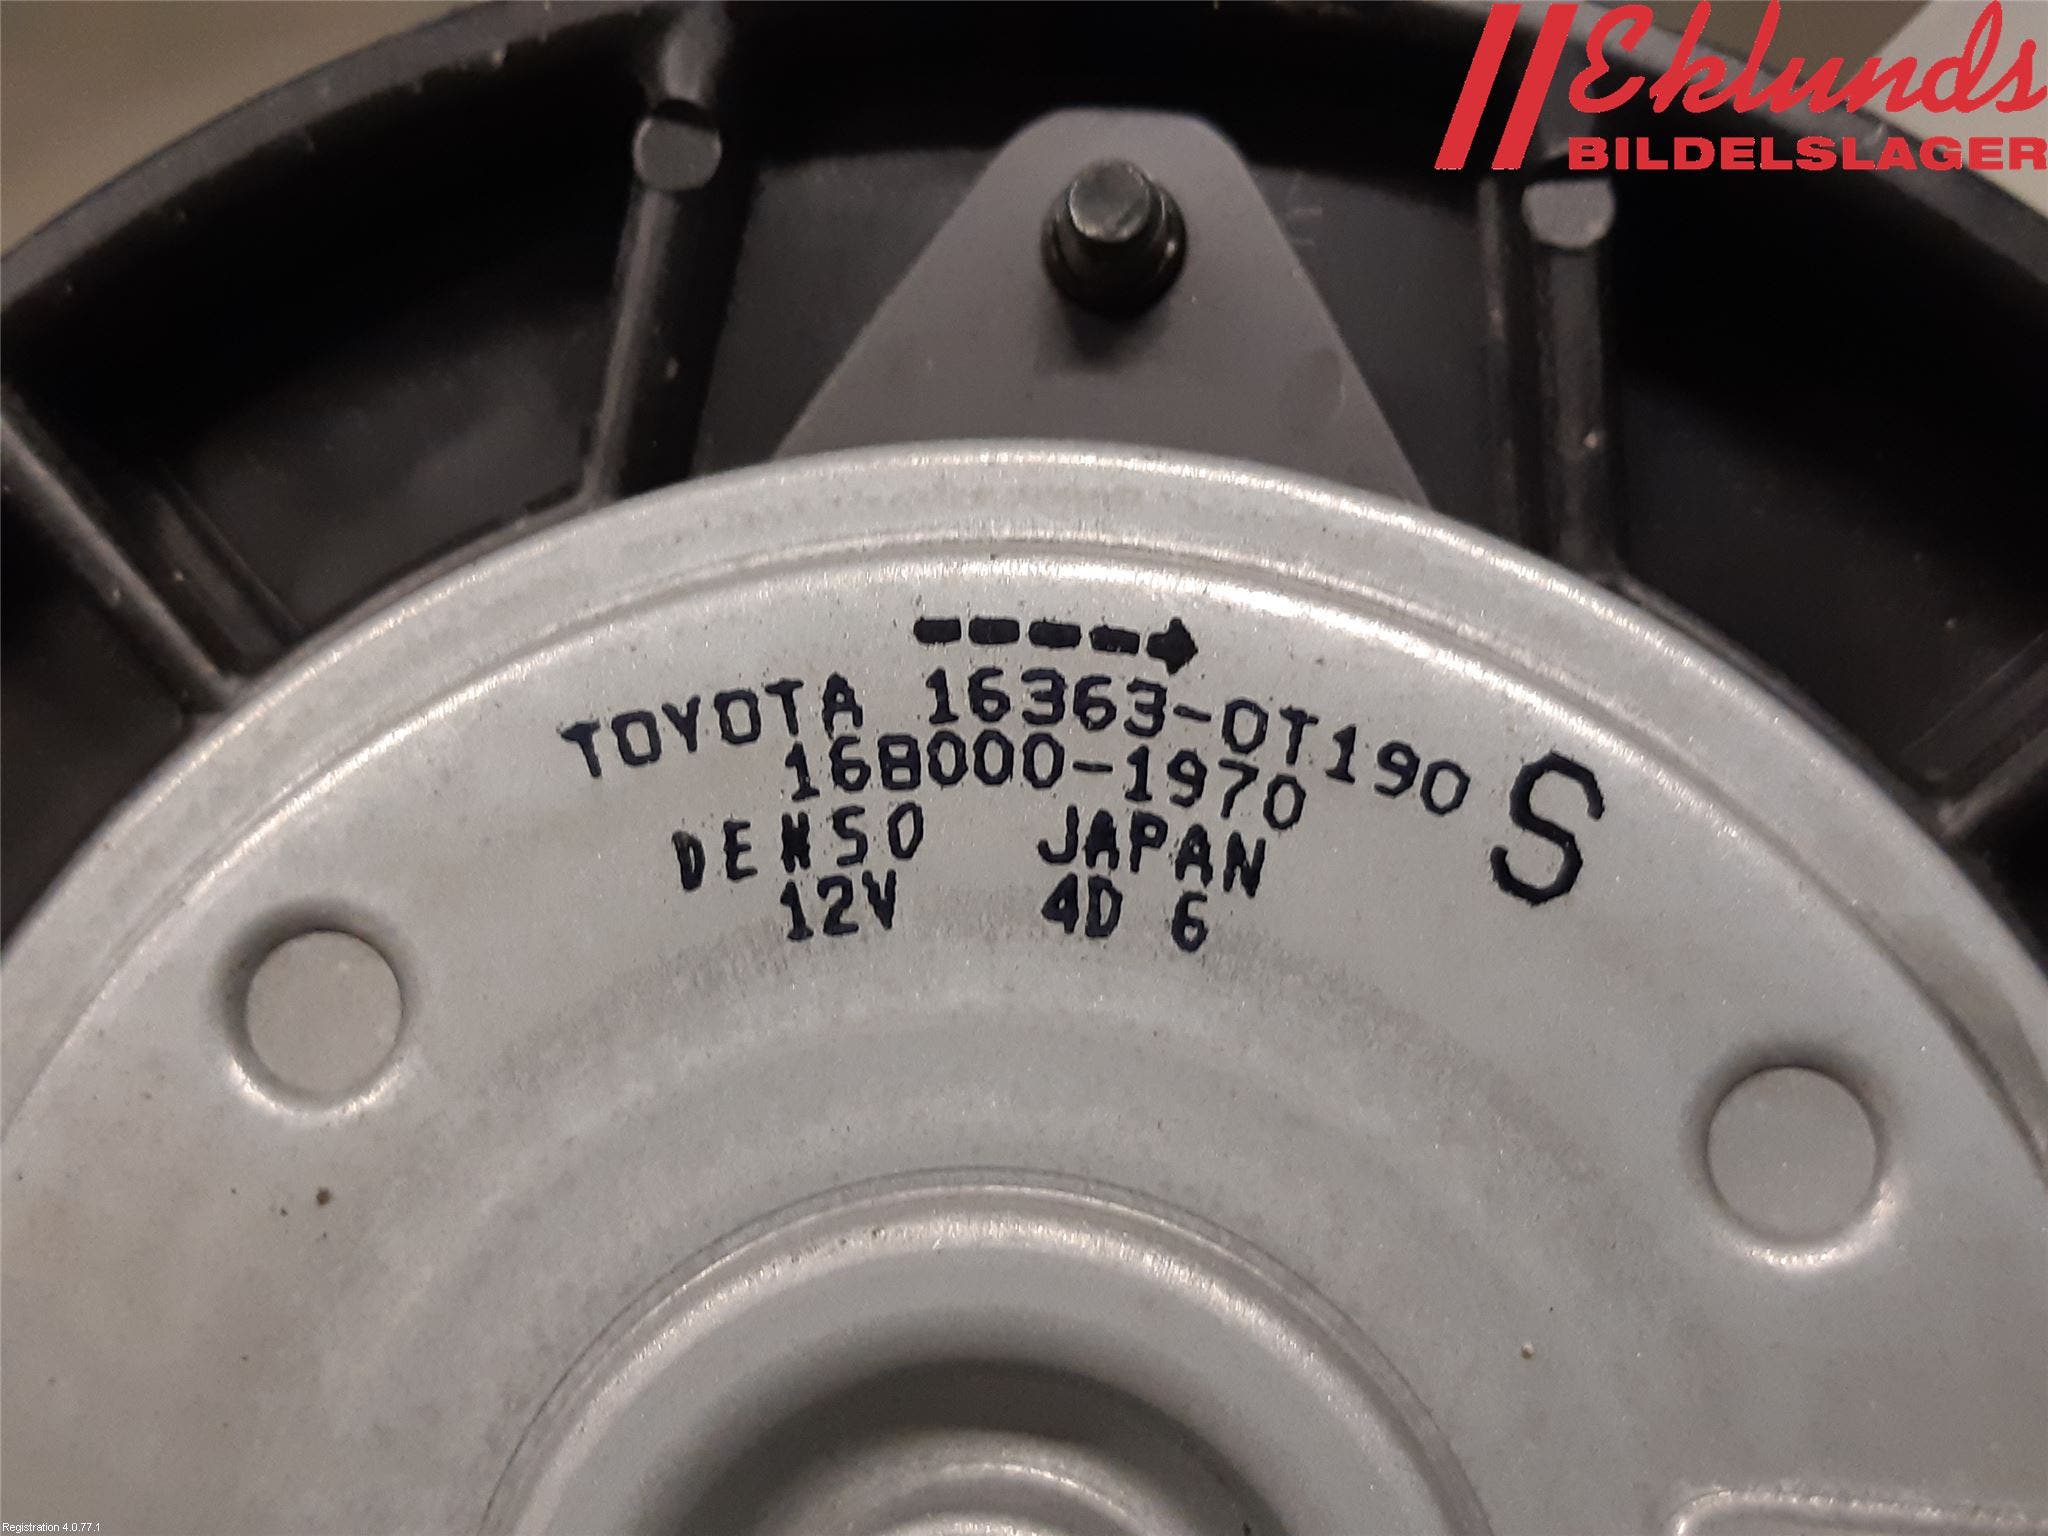 Eklunds
BILDELSLAGER
TOYOTA 16363-0T190 S
168000-1970
DENSO JAPAN
12V 4D 6
Registration 4.0.77.1